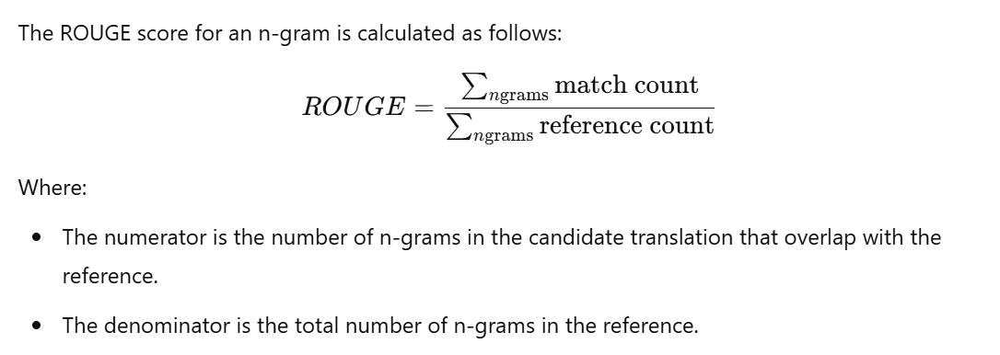 The ROUGE score for an n-gram is calculated as follows:
ROUGE = \frac{\sum_{ngrams} \text{match count}}{\sum_{ngrams} \text{reference count}}
Where:
• The numerator is the number of n-grams in the candidate translation that overlap with the
reference.
• The denominator is the total number of n-grams in the reference.